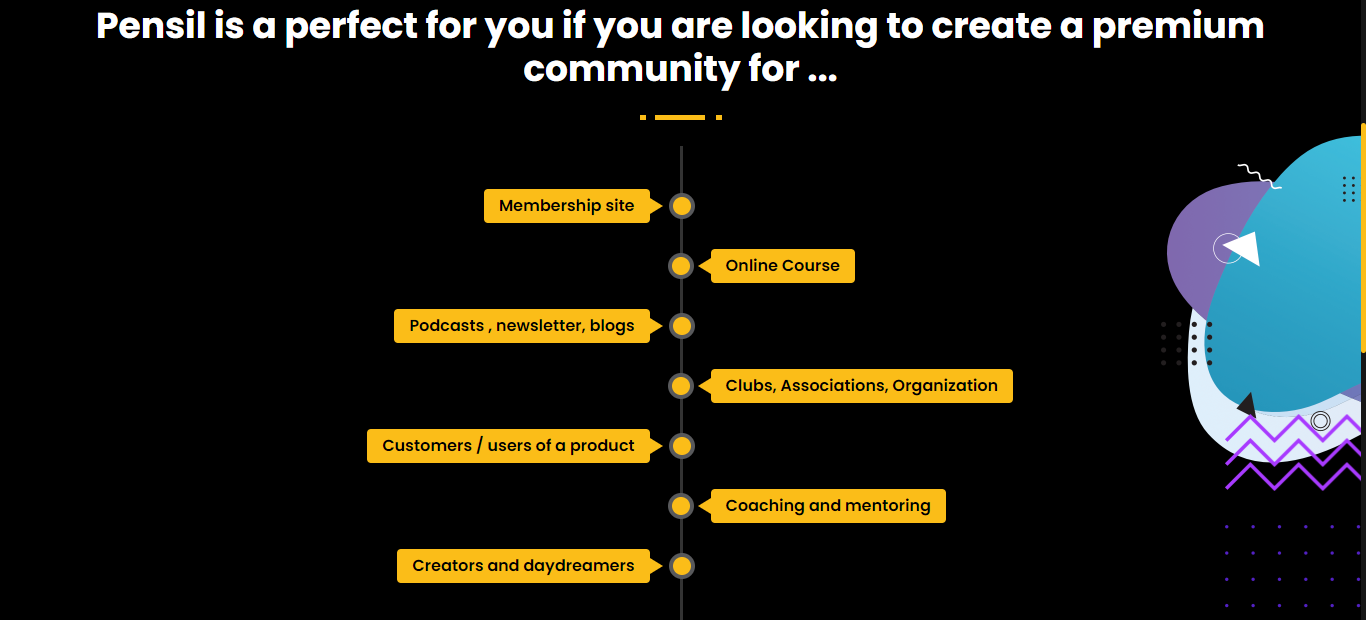 Pensil is a perfect for you if you are looking to create a premium
community for ...
Membership site
Online Course
Podcasts , newsletter, blogs
Clubs, Associations, Organization
Customers / users of a product
Coaching and mentoring
Creators and daydreamers